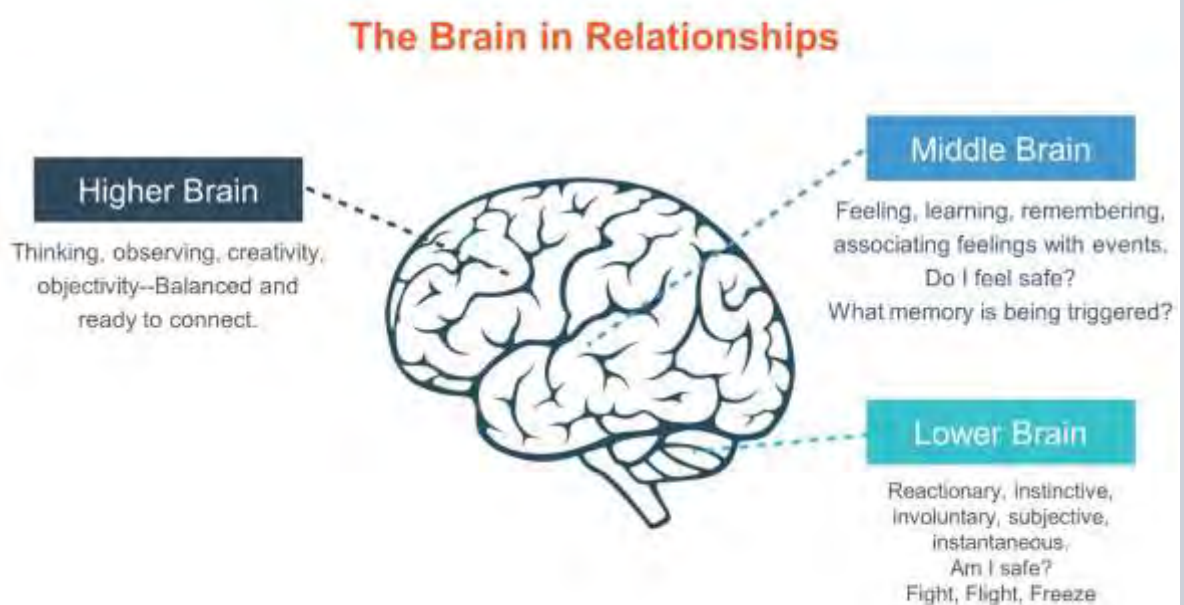 The Brain in Relationships
Higher Brain
Thinking, observing, creativity,
objectivity--Balanced and
ready to connect.
Middle Brain
Feeling, learning, remembering,
associating feelings with events.
Do I feel safe?
What memory is being triggered?
Lower Brain
Reactionary, instinctive,
involuntary, subjective,
instantaneous.
Am I safe?
Fight, Flight, Freeze